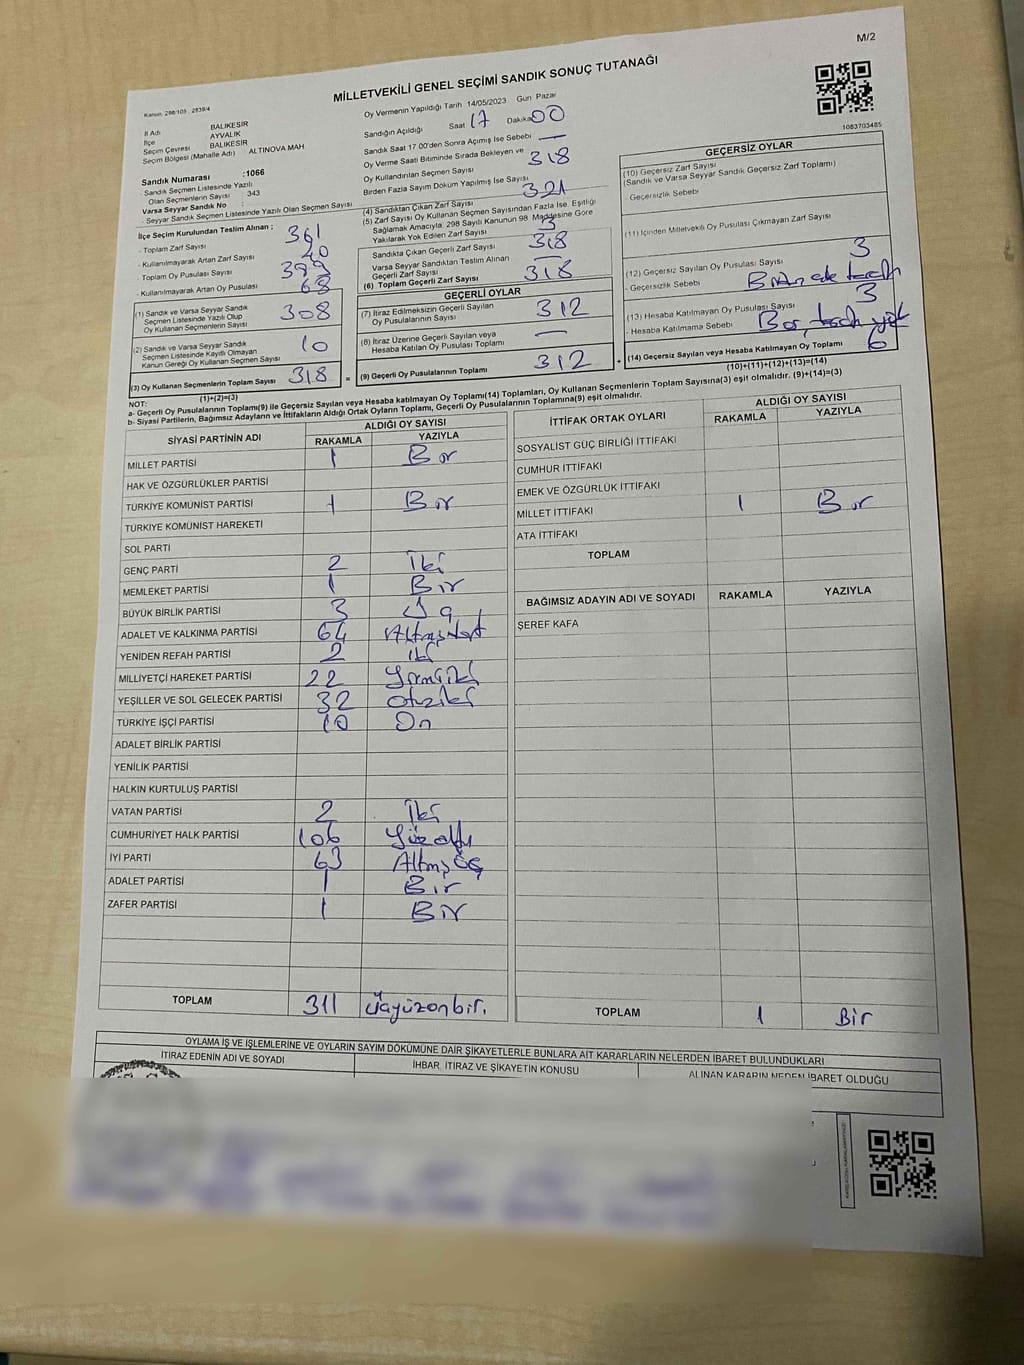 M/2
MİLLETVEKİLİ GENEL SEÇİMİ SANDIK SONUÇ TUTANAĞI
Kanun: 298/105 , 2839/4
1083703485
İl Adı BALIKESİR
İlçe AYVALIK
Seçim Çevresi BALIKESİR
Seçim Bölgesi (Mahalle Adı) ALTINOVA MAH
Sandık Numarası :1066
Sandık Seçmen Listesinde Yazılı
Olan Seçmenlerin Sayısı : 343
Varsa Seyyar Sandık No :
- Seyyar Sandık Seçmen Listesinde Yazılı Olan Seçmen Sayısı
İlçe Seçim Kurulundan Teslim Alınan :
- Toplam Zarf Sayısı 361
- Kullanılmayarak Artan Zarf Sayısı 40
- Toplam Oy Pusulası Sayısı 379
- Kullanılmayarak Artan Oy Pusulası 68
(1) Sandık ve Varsa Seyyar Sandık
Seçmen Listesinde Yazılı Olup
Oy Kullanan Seçmenlerin Sayısı 308
(2) Sandık ve Varsa Seyyar Sandık
Seçmen Listesinde Kayıtlı Olmayan
Kanun Gereği Oy Kullanan Seçmen Sayısı 10
(3) Oy Kullanan Seçmenlerin Toplam Sayısı 318
(1)+(2)=(3)
Oy Vermenin Yapıldığı Tarih 14/05/2023 Gün Pazar
Sandığın Açıldığı Saat 17 Dakika 00
Sandık Saat 17:00'den Sonra Açılmış İse Sebebi —
Oy Verme Saati Bitiminde Sırada Bekleyen ve
Oy Kullandırılan Seçmen Sayısı 318
Birden Fazla Sayım Döküm Yapılmış İse Sayısı
(4) Sandıktan Çıkan Zarf Sayısı 321
(5) Zarf Sayısı Oy Kullanan Seçmen Sayısından Fazla İse, Eşitliği
Sağlamak Amacıyla; 298 Sayılı Kanunun 98. Maddesine Göre
Yakılarak Yok Edilen Zarf Sayısı 3
Sandıkta Çıkan Geçerli Zarf Sayısı 318
Varsa Seyyar Sandıktan Teslim Alınan
Geçerli Zarf Sayısı —
(6) Toplam Geçerli Zarf Sayısı 318
GEÇERLİ OYLAR
(7) İtiraz Edilmeksizin Geçerli Sayılan
Oy Pusulalarının Sayısı 312
(8) İtiraz Üzerine Geçerli Sayılan veya
Hesaba Katılan Oy Pusulası Toplamı —
= (9) Geçerli Oy Pusulalarının Toplamı 312 +
GEÇERSİZ OYLAR
(10) Geçersiz Zarf Sayısı
(Sandık ve Varsa Seyyar Sandık Geçersiz Zarf Toplamı)
- Geçersizlik Sebebi
(11) İçinden Milletvekili Oy Pusulası Çıkmayan Zarf Sayısı
(12) Geçersiz Sayılan Oy Pusulası Sayısı 3
- Geçersizlik Sebebi
(13) Hesaba Katılmayan Oy Pusulası Sayısı 3
- Hesaba Katılmama Sebebi Boş, tercih yok
(14) Geçersiz Sayılan veya Hesaba Katılmayan Oy Toplamı 6
(10)+(11)+(12)+(13)=(14)
NOT:
a- Geçerli Oy Pusulalarının Toplamı(9) ile Geçersiz Sayılan veya Hesaba katılmayan Oy Toplamı(14) Toplamları, Oy Kullanan Seçmenlerin Toplam Sayısına(3) eşit olmalıdır. (9)+(14)=(3)
b- Siyasi Partilerin, Bağımsız Adayların ve İttifakların Aldığı Ortak Oyların Toplamı, Geçerli Oy Pusulalarının Toplamına(9) eşit olmalıdır.
SİYASİ PARTİNİN ADI ALDIĞI OY SAYISI
RAKAMLA YAZIYLA
MİLLET PARTİSİ 1 Bir
HAK VE ÖZGÜRLÜKLER PARTİSİ
TÜRKİYE KOMÜNİST PARTİSİ 1 Bir
TÜRKİYE KOMÜNİST HAREKETİ
SOL PARTİ
GENÇ PARTİ 2 İki
MEMLEKET PARTİSİ 1 Bir
BÜYÜK BİRLİK PARTİSİ 3 Üç
ADALET VE KALKINMA PARTİSİ 64 Altmışdört
YENİDEN REFAH PARTİSİ 2 İki
MİLLİYETÇİ HAREKET PARTİSİ 22 Yirmiiki
YEŞİLLER VE SOL GELECEK PARTİSİ 32 otuziki
TÜRKİYE İŞÇİ PARTİSİ 10 On
ADALET BİRLİK PARTİSİ
YENİLİK PARTİSİ
HALKIN KURTULUŞ PARTİSİ
VATAN PARTİSİ 2 İki
CUMHURİYET HALK PARTİSİ 106 Yüzaltı
İYİ PARTİ 63 Altmışüç
ADALET PARTİSİ 1 Bir
ZAFER PARTİSİ 1 Bir
TOPLAM 311 üçyüzonbir.
İTTİFAK ORTAK OYLARI ALDIĞI OY SAYISI
RAKAMLA YAZIYLA
SOSYALİST GÜÇ BİRLİĞİ İTTİFAKI
CUMHUR İTTİFAKI
EMEK VE ÖZGÜRLÜK İTTİFAKI
MİLLET İTTİFAKI 1 Bir
ATA İTTİFAKI
TOPLAM
BAĞIMSIZ ADAYIN ADI VE SOYADI RAKAMLA YAZIYLA
ŞEREF KAFA
TOPLAM 1 Bir
OYLAMA İŞ VE İŞLEMLERİNE VE OYLARIN SAYIM DÖKÜMÜNE DAİR ŞİKAYETLERLE BUNLARA AİT KARARLARIN NELERDEN İBARET BULUNDUKLARI
İTİRAZ EDENİN ADI VE SOYADI İHBAR, İTİRAZ VE ŞİKAYETİN KONUSU ALINAN KARARIN NEDEN İBARET OLDUĞU